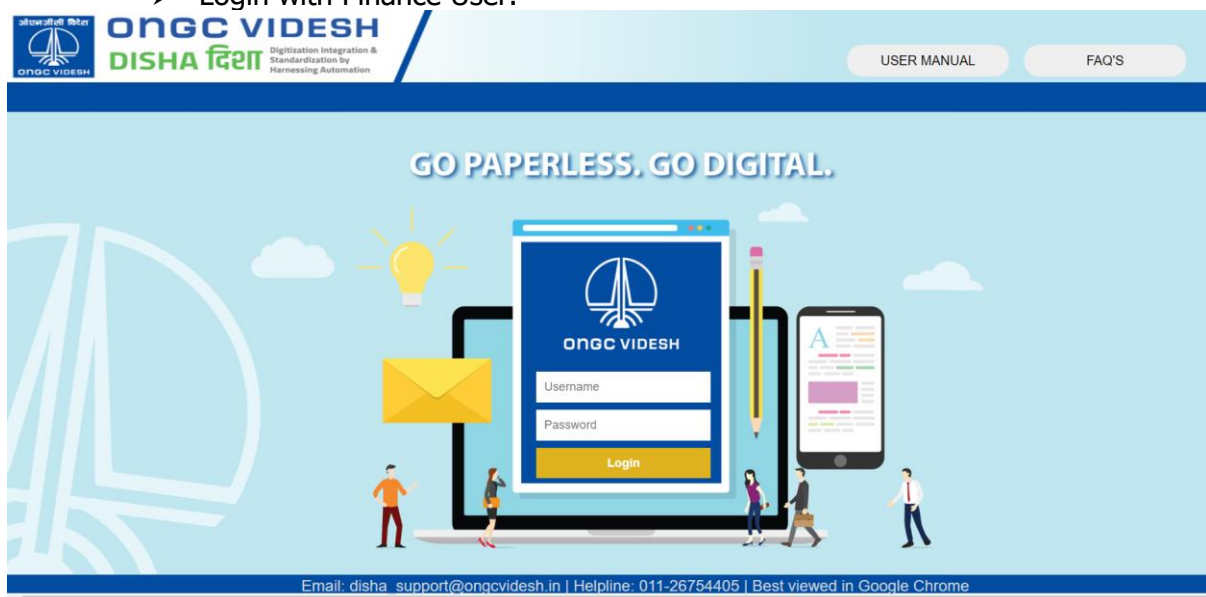 ➢ Login with Finance User.
ओएनजीसी विदेश
ONGC VIDESH
ONGC VIDESH
DISHA दिशा
Digitization Integration &
Standardization by
Harnessing Automation
USER MANUAL
FAQ'S
GO PAPERLESS. GO DIGITAL.
ONGC VIDESH
Username
Password
Login
A
Email: disha_support@ongcvidesh.in | Helpline: 011-26754405 | Best viewed in Google Chrome